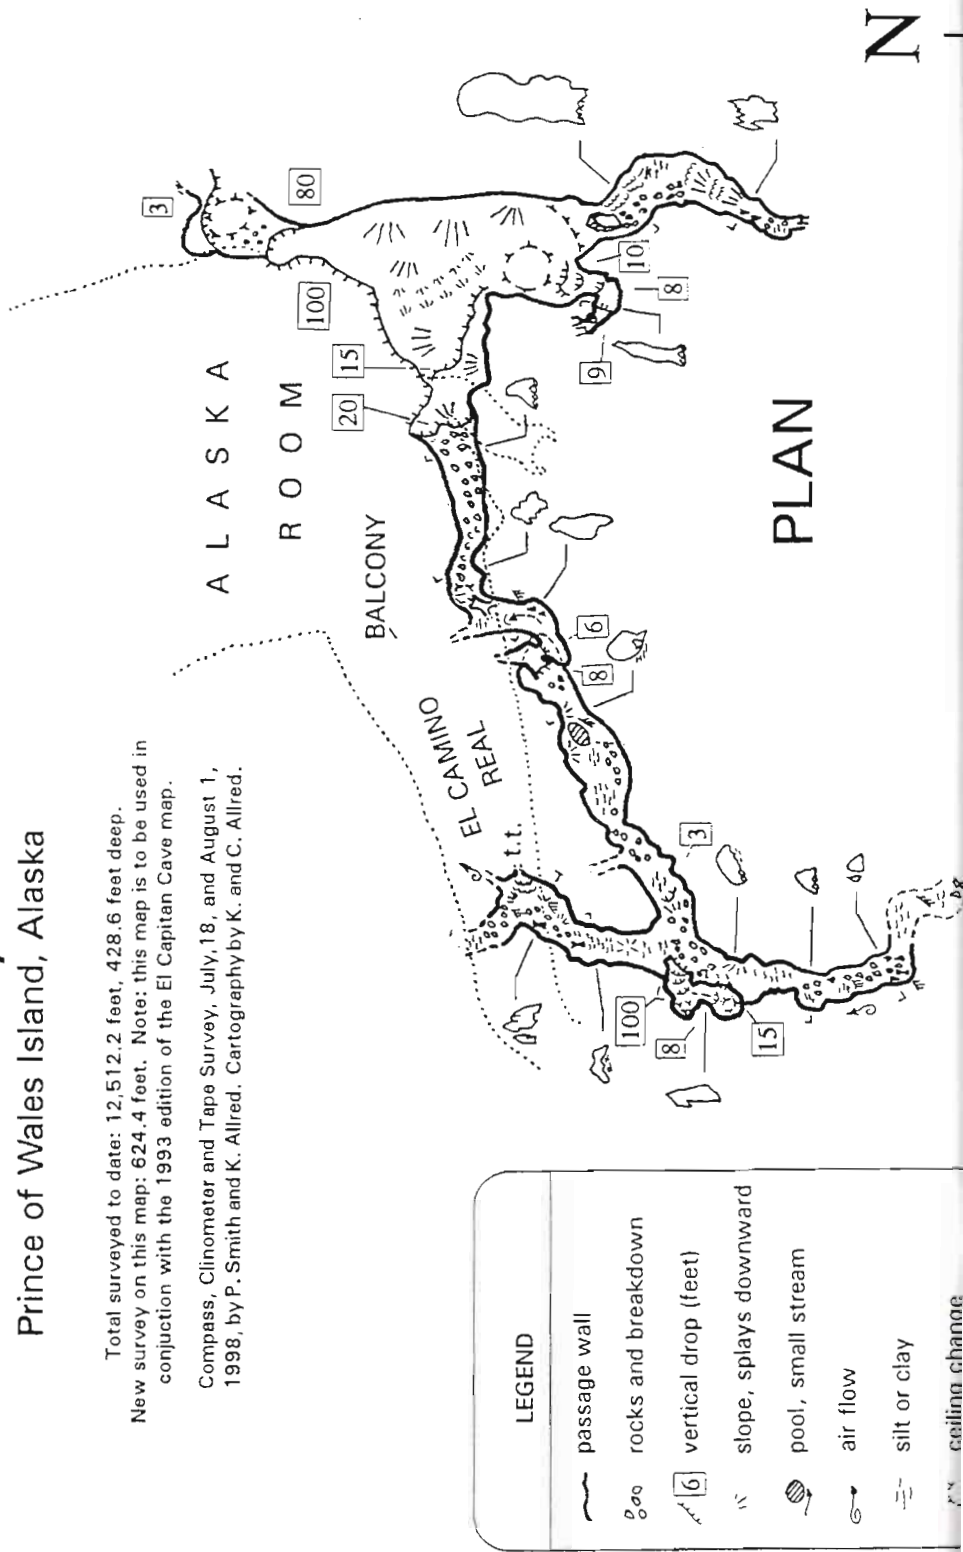 Prince of Wales Island, Alaska
Total surveyed to date: 12,512.2 feet, 428.6 feet deep.
New survey on this map: 624.4 feet. Note: this map is to be used in
conjuction with the 1993 edition of the El Capitan Cave map.
Compass, Clinometer and Tape Survey, July,18, and August 1,
1998, by P. Smith and K. Allred. Cartography by K. and C. Allred.
ALASKA
ROOM
BALCONY
EL CAMINO
REAL
t.t.
3
80
100
15
20
10
8
9
6
8
3
100
8
15
PLAN
N
LEGEND
passage wall
rocks and breakdown
6 vertical drop (feet)
slope, splays downward
pool, small stream
air flow
silt or clay
ceiling change